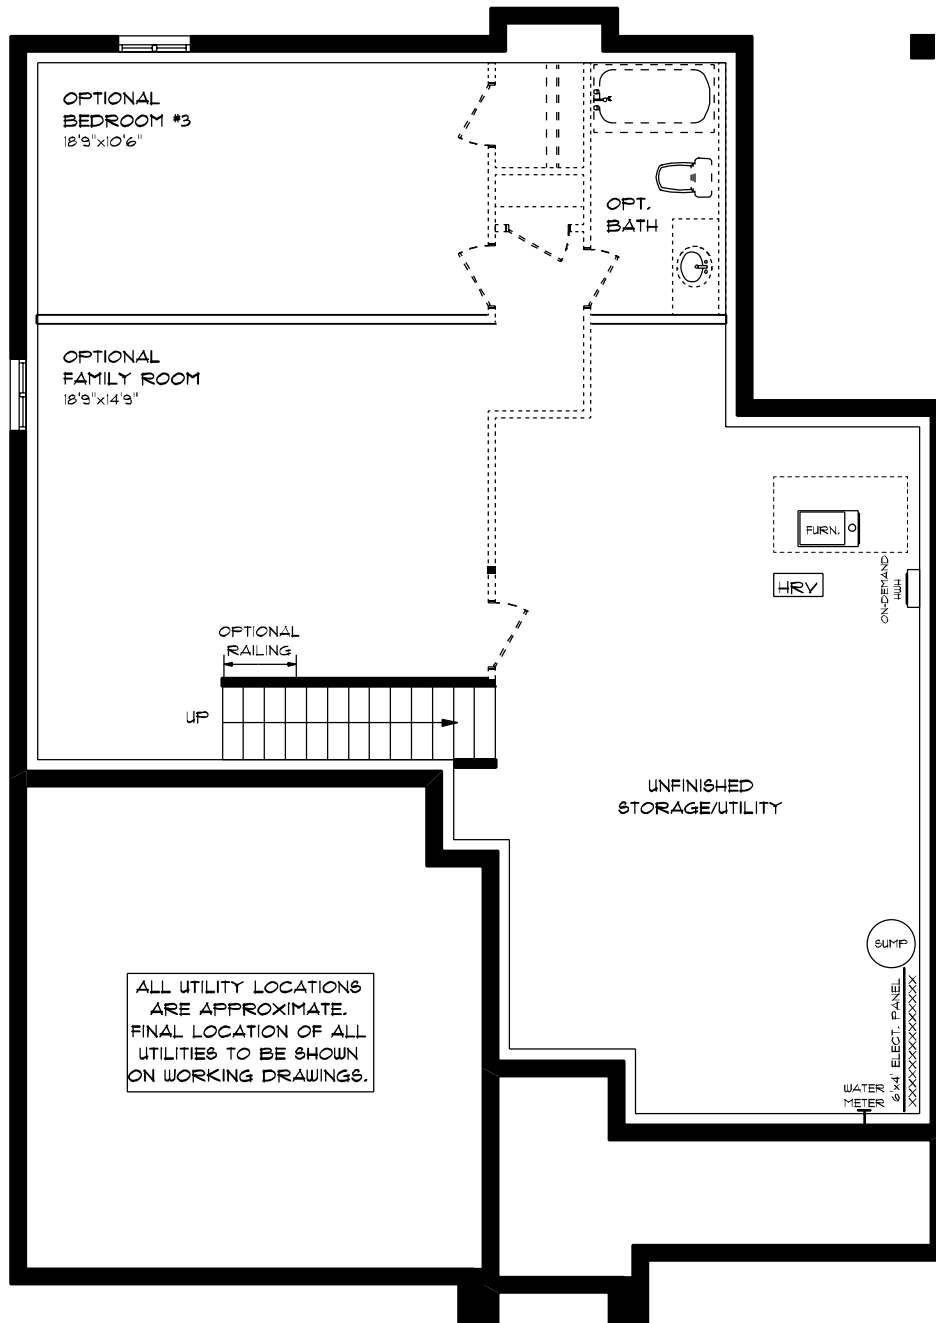 OPTIONAL
BEDROOM #3
18'9"x10'6"
OPT.
BATH
OPTIONAL
FAMILY ROOM
18'9"x14'9"
FURN.
HRV
ON-DEMAND
HWH
OPTIONAL
RAILING
UP
UNFINISHED
STORAGE/UTILITY
SUMP
6'x4' ELECT. PANEL
WATER
METER
ALL UTILITY LOCATIONS
ARE APPROXIMATE.
FINAL LOCATION OF ALL
UTILITIES TO BE SHOWN
ON WORKING DRAWINGS.